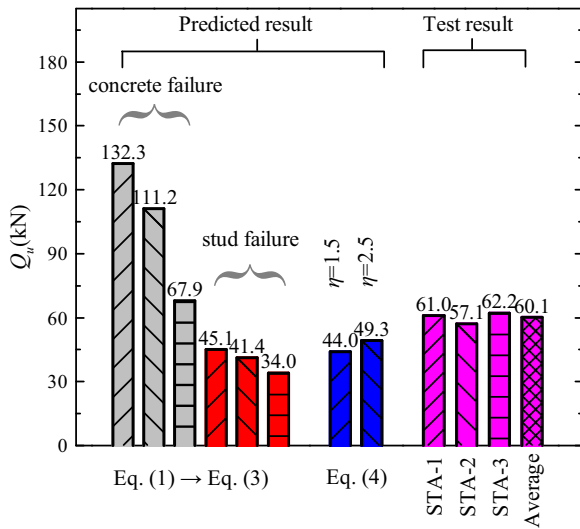 Predicted result
Test result
concrete failure
stud failure
132.3
111.2
67.9
45.1
41.4
34.0
η=1.5
η=2.5
44.0
49.3
61.0
57.1
62.2
60.1
180
150
120
90
60
30
0
Qu(kN)
Eq. (1) → Eq. (3)
Eq. (4)
STA-1
STA-2
STA-3
Average